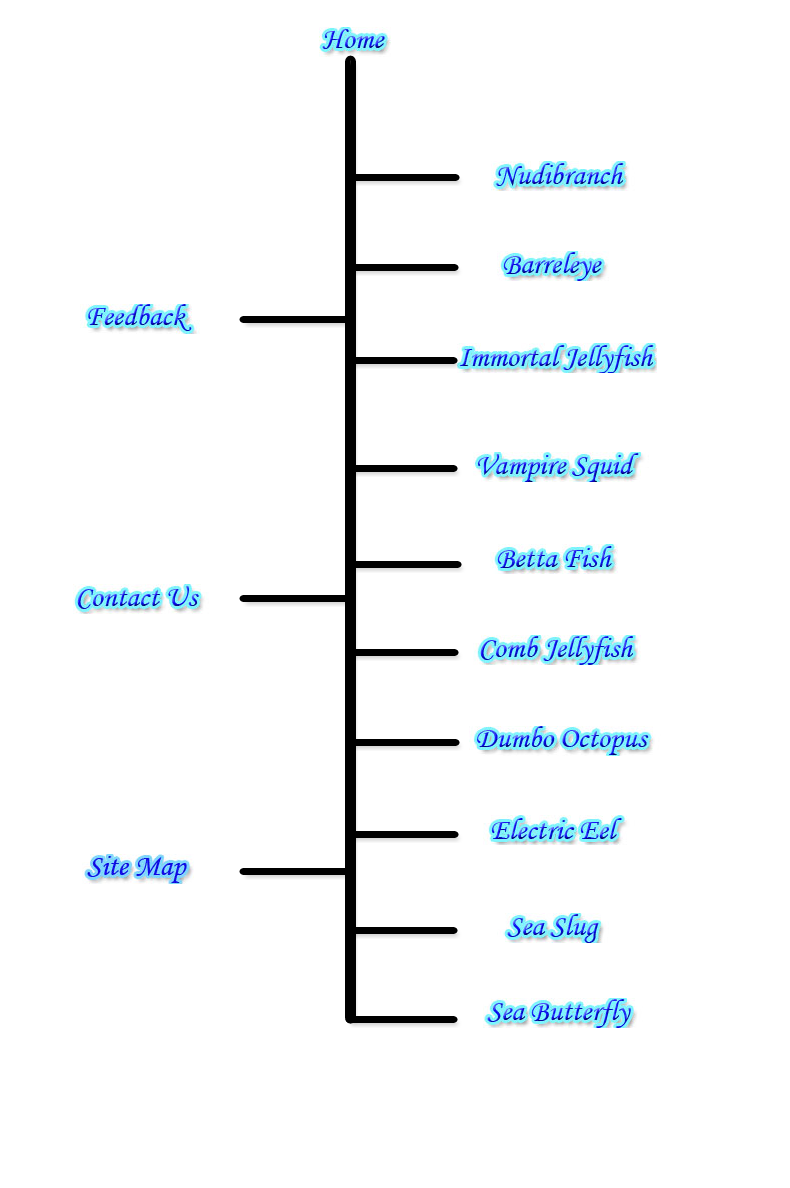 Home
Nudibranch
Barreleye
Feedback
Immortal Jellyfish
Vampire Squid
Betta Fish
Contact Us
Comb Jellyfish
Dumbo Octopus
Electric Eel
Site Map
Sea Slug
Sea Butterfly